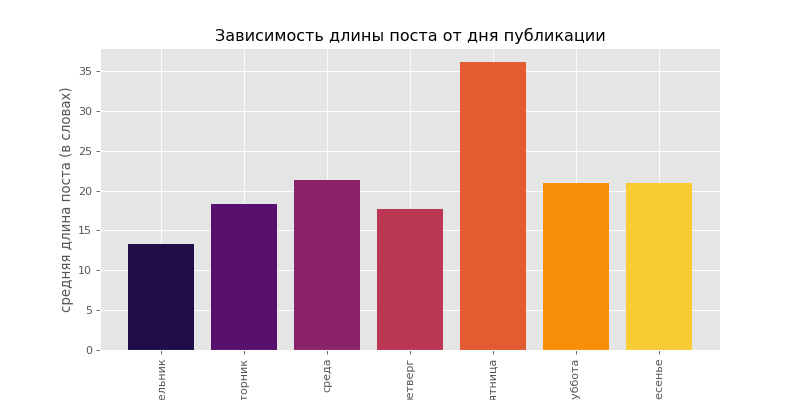 Зависимость длины поста от дня публикации
средняя длина поста (в словах)
35
30
25
20
15
10
5
0
ельник
торник
среда
четверг
ятница
уббота
есенье